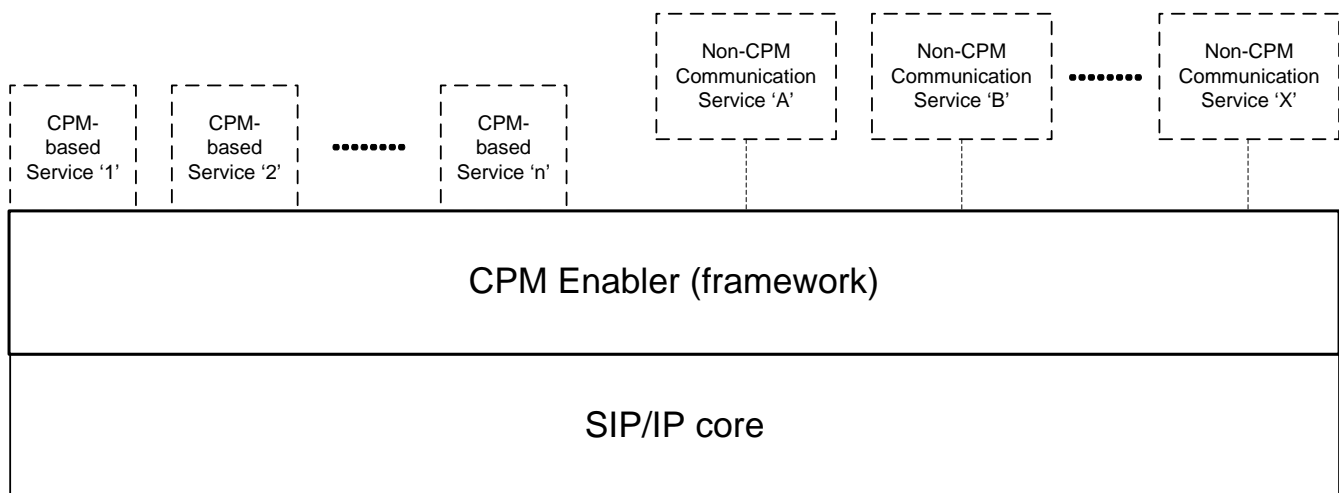 Non-CPM
Communication
Service ‘A’
Non-CPM
Communication
Service ‘B’
Non-CPM
Communication
Service ‘X’
CPM-
based
Service ‘1’
CPM-
based
Service ‘2’
CPM-
based
Service ‘n’
CPM Enabler (framework)
SIP/IP core